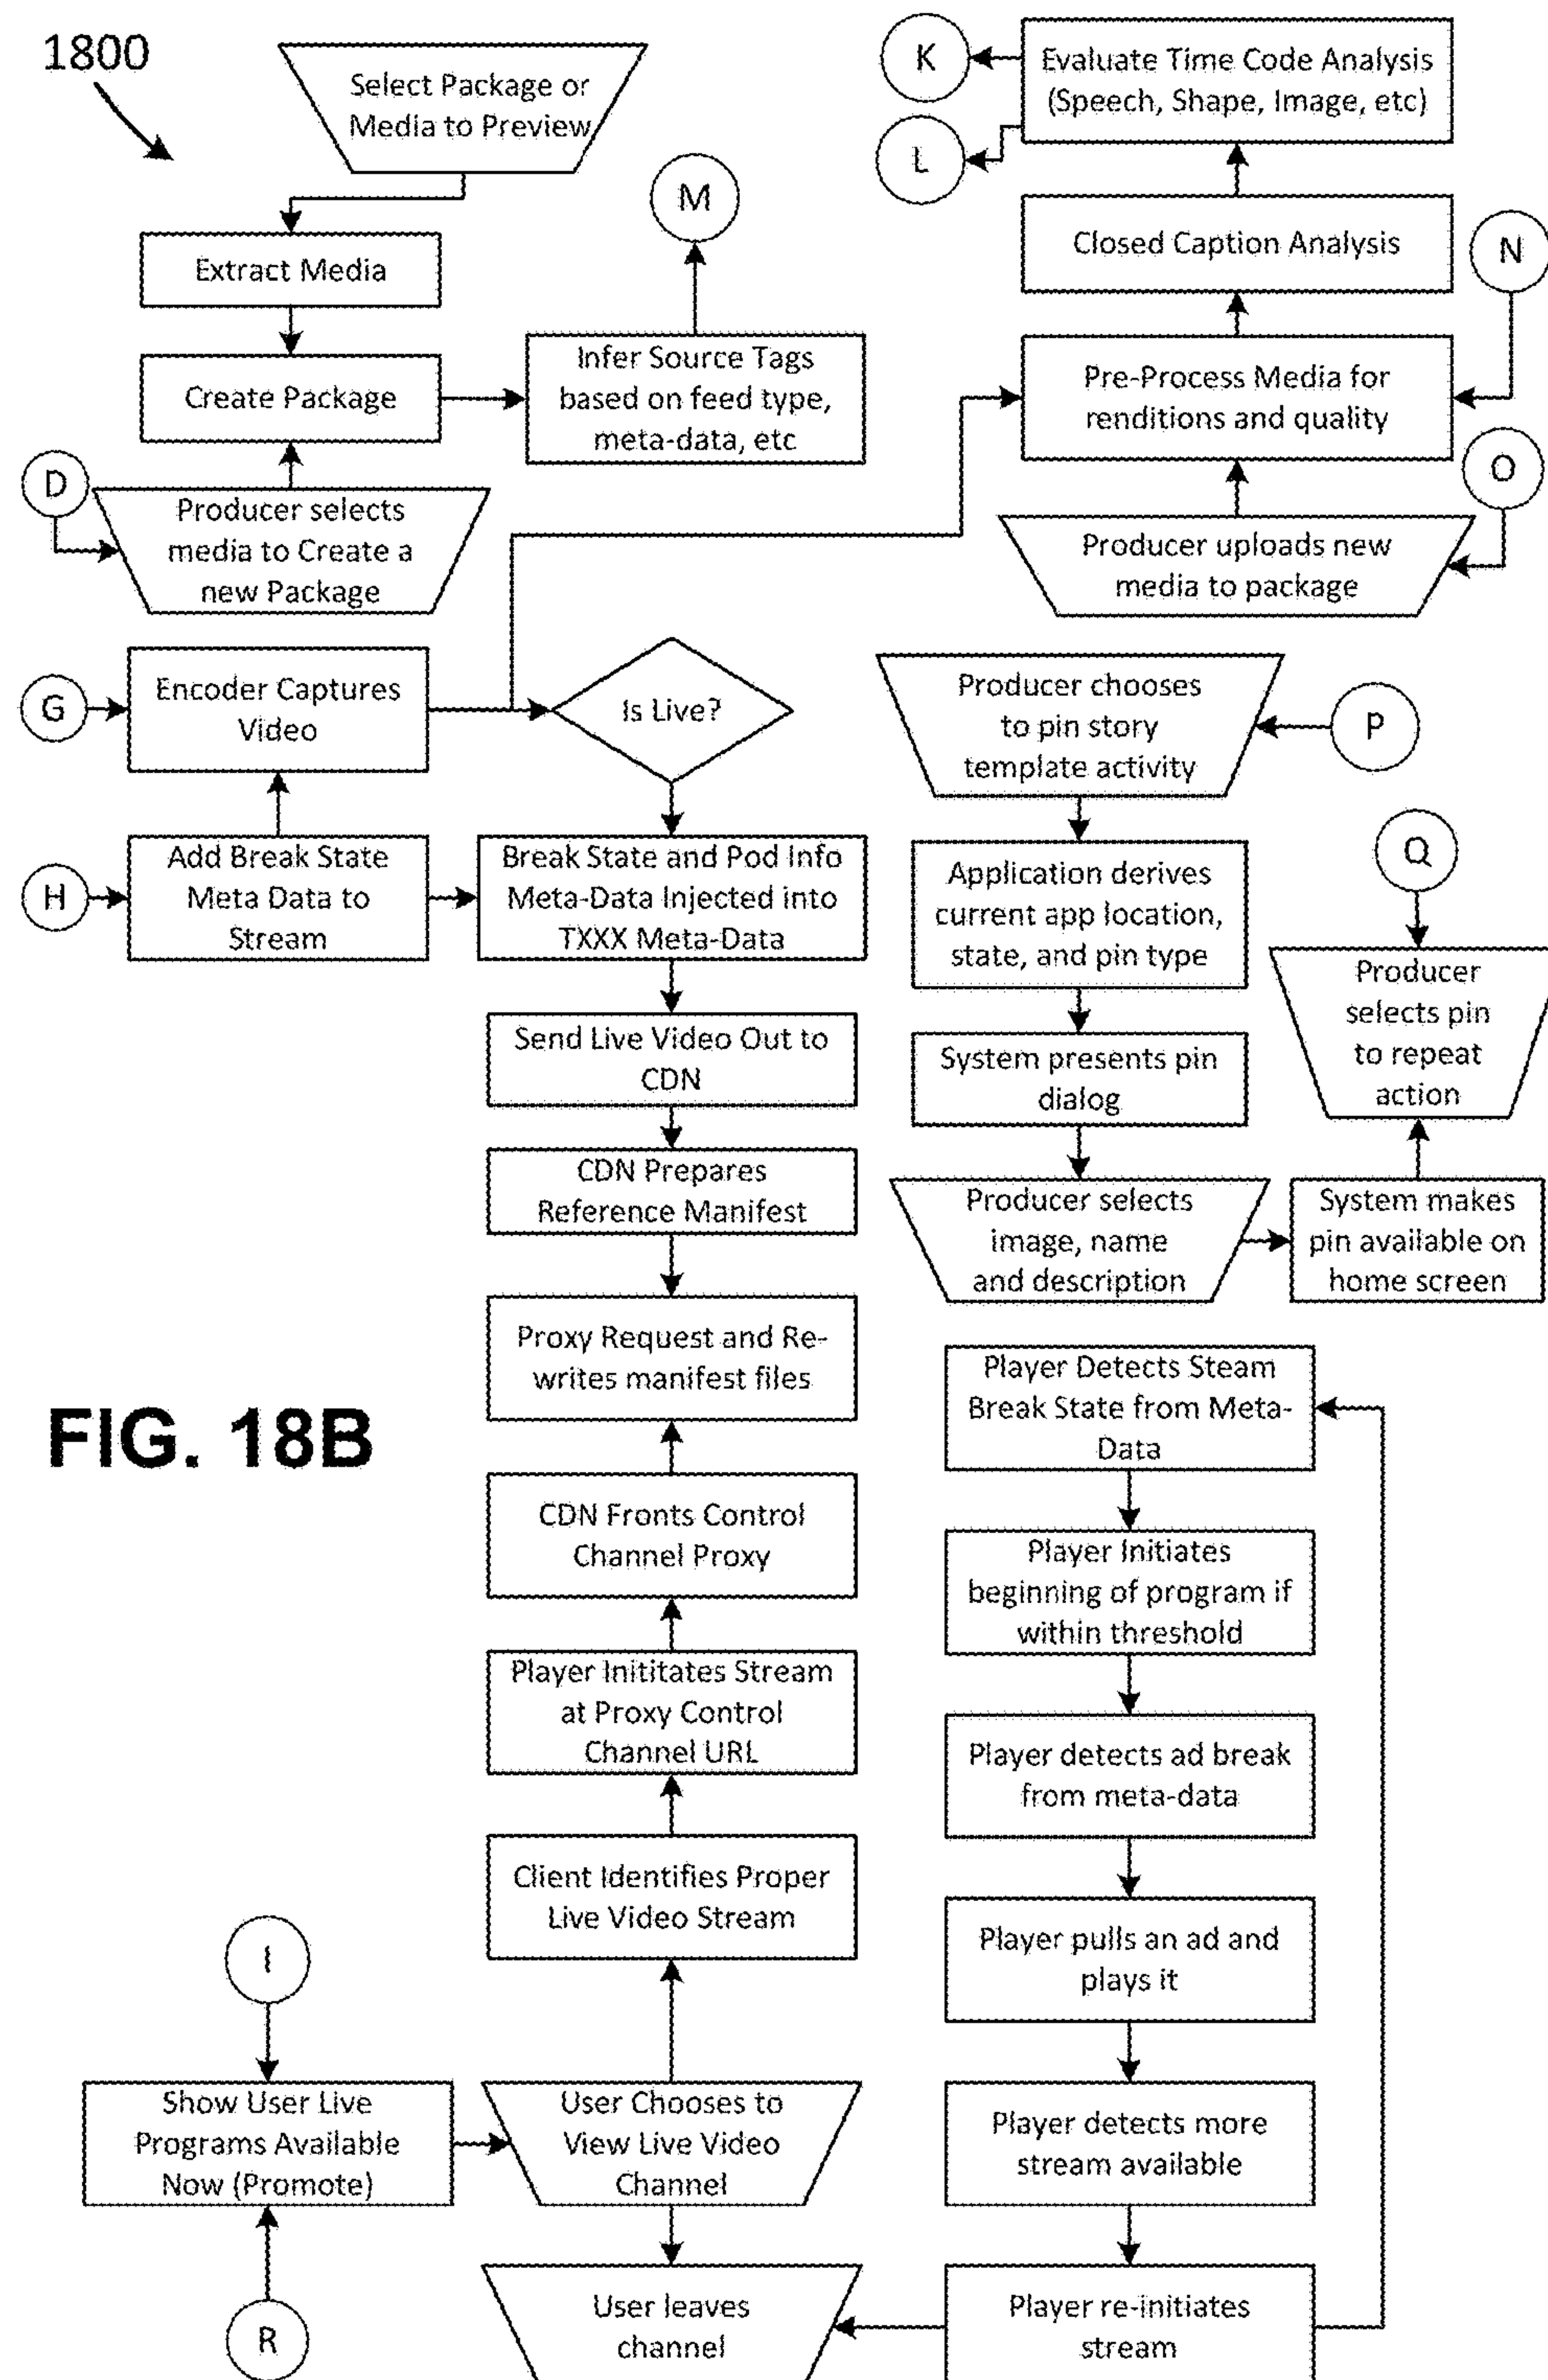 1800
Select Package or
Media to Preview
Extract Media
Create Package
Infer Source Tags
based on feed type,
meta-data, etc
M
D
Producer selects
media to Create a
new Package
K
L
Evaluate Time Code Analysis
(Speech, Shape, Image, etc)
Closed Caption Analysis
N
Pre-Process Media for
renditions and quality
O
Producer uploads new
media to package
G
Encoder Captures
Video
Is Live?
H
Add Break State
Meta Data to
Stream
Break State and Pod Info
Meta-Data Injected into
TXXX Meta-Data
Send Live Video Out to
CDN
CDN Prepares
Reference Manifest
Proxy Request and Re-
writes manifest files
CDN Fronts Control
Channel Proxy
Player Inititates Stream
at Proxy Control
Channel URL
Client Identifies Proper
Live Video Stream
I
Show User Live
Programs Available
Now (Promote)
R
User Chooses to
View Live Video
Channel
User leaves
channel
Producer chooses
to pin story
template activity
P
Application derives
current app location,
state, and pin type
System presents pin
dialog
Producer selects
image, name
and description
System makes
pin available on
home screen
Q
Producer
selects pin
to repeat
action
Player Detects Steam
Break State from Meta-
Data
Player Initiates
beginning of program if
within threshold
Player detects ad break
from meta-data
Player pulls an ad and
plays it
Player detects more
stream available
Player re-initiates
stream
FIG. 18B